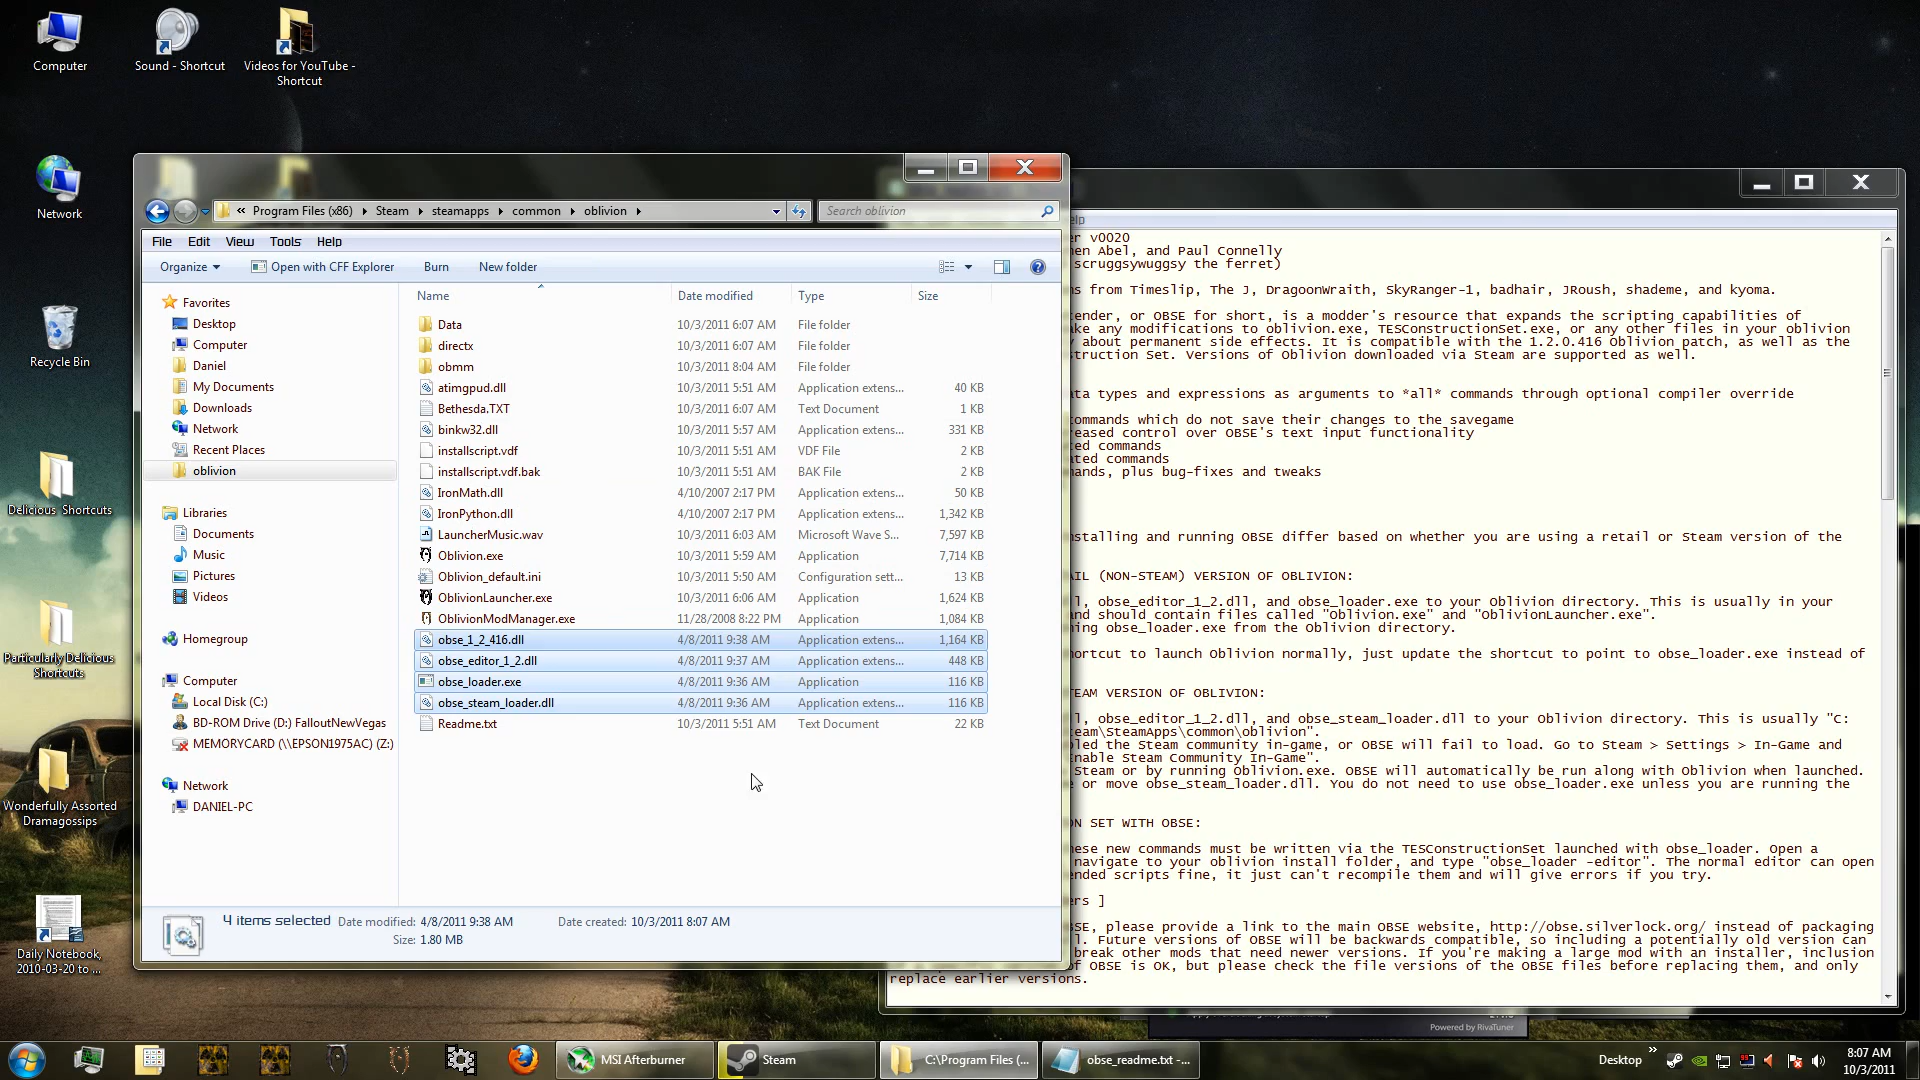 Computer
Sound - Shortcut
Videos for YouTube - Shortcut
Network
Recycle Bin
Delicious Shortcuts
Particularly Delicious Shortcuts
Wonderfully Assorted Dramagossips
Daily Notebook, 2010-03-20 to ...
« Program Files (x86) Steam steamapps common oblivion
Search oblivion
File Edit View Tools Help
Organize Open with CFF Explorer Burn New folder
Favorites
Desktop
Computer
Daniel
My Documents
Downloads
Network
Recent Places
oblivion
Libraries
Documents
Music
Pictures
Videos
Homegroup
Computer
Local Disk (C:)
BD-ROM Drive (D:) FalloutNewVegas
MEMORYCARD (\\EPSON1975AC) (Z:)
Network
DANIEL-PC
Name Date modified Type Size
Data 10/3/2011 6:07 AM File folder
directx 10/3/2011 6:07 AM File folder
obmm 10/3/2011 8:04 AM File folder
atimgpud.dll 10/3/2011 5:51 AM Application extens... 40 KB
Bethesda.TXT 10/3/2011 6:07 AM Text Document 1 KB
binkw32.dll 10/3/2011 5:57 AM Application extens... 331 KB
installscript.vdf 10/3/2011 5:51 AM VDF File 2 KB
installscript.vdf.bak 10/3/2011 5:51 AM BAK File 2 KB
IronMath.dll 4/10/2007 2:17 PM Application extens... 50 KB
IronPython.dll 4/10/2007 2:17 PM Application extens... 1,342 KB
LauncherMusic.wav 10/3/2011 6:03 AM Microsoft Wave S... 7,597 KB
Oblivion.exe 10/3/2011 5:59 AM Application 7,714 KB
Oblivion_default.ini 10/3/2011 5:50 AM Configuration sett... 13 KB
OblivionLauncher.exe 10/3/2011 6:06 AM Application 1,624 KB
OblivionModManager.exe 11/28/2008 8:22 PM Application 1,084 KB
obse_1_2_416.dll 4/8/2011 9:38 AM Application extens... 1,164 KB
obse_editor_1_2.dll 4/8/2011 9:37 AM Application extens... 448 KB
obse_loader.exe 4/8/2011 9:36 AM Application 116 KB
obse_steam_loader.dll 4/8/2011 9:36 AM Application extens... 116 KB
Readme.txt 10/3/2011 5:51 AM Text Document 22 KB
4 items selected Date modified: 4/8/2011 9:38 AM Date created: 10/3/2011 8:07 AM
Size: 1.80 MB
elp
er v0020
hen Abel, and Paul Connelly
scruggsywuggsy the ferret)
ns from Timeslip, The J, DragoonWraith, SkyRanger-1, badhair, JRoush, shademe, and kyoma.
tender, or OBSE for short, is a modder's resource that expands the scripting capabilities of
ake any modifications to oblivion.exe, TESConstructionSet.exe, or any other files in your oblivion
y about permanent side effects. It is compatible with the 1.2.0.416 Oblivion patch, as well as the
struction Set. Versions of Oblivion downloaded via Steam are supported as well.
ata types and expressions as arguments to *all* commands through optional compiler override
commands which do not save their changes to the savegame
reased control over OBSE's text input functionality
ted commands
ated commands
mands, plus bug-fixes and tweaks
nstalling and running OBSE differ based on whether you are using a retail or Steam version of the
AIL (NON-STEAM) VERSION OF OBLIVION:
l, obse_editor_1_2.dll, and obse_loader.exe to your Oblivion directory. This is usually in your
and should contain files called "Oblivion.exe" and "OblivionLauncher.exe".
ning obse_loader.exe from the Oblivion directory.
hortcut to launch Oblivion normally, just update the shortcut to point to obse_loader.exe instead of
TEAM VERSION OF OBLIVION:
l, obse_editor_1_2.dll, and obse_steam_loader.dll to your Oblivion directory. This is usually "C:
team\SteamApps\common\oblivion".
bled the Steam community in-game, or OBSE will fail to load. Go to Steam > Settings > In-Game and
Enable Steam Community In-Game".
Steam or by running Oblivion.exe. OBSE will automatically be run along with Oblivion when launched.
e or move obse_steam_loader.dll. You do not need to use obse_loader.exe unless you are running the
ON SET WITH OBSE:
hese new commands must be written via the TESConstructionSet launched with obse_loader. Open a
navigate to your oblivion install folder, and type "obse_loader -editor". The normal editor can open
ended scripts fine, it just can't recompile them and will give errors if you try.
ers ]
SE, please provide a link to the main OBSE website, http://obse.silverlock.org/ instead of packaging
l. Future versions of OBSE will be backwards compatible, so including a potentially old version can
break other mods that need newer versions. If you're making a large mod with an installer, inclusion
of OBSE is OK, but please check the file versions of the OBSE files before replacing them, and only
replace earlier versions.
Powered by RivaTuner
MSI Afterburner
Steam
C:\Program Files (...
obse_readme.txt -...
Desktop »
8:07 AM
10/3/2011